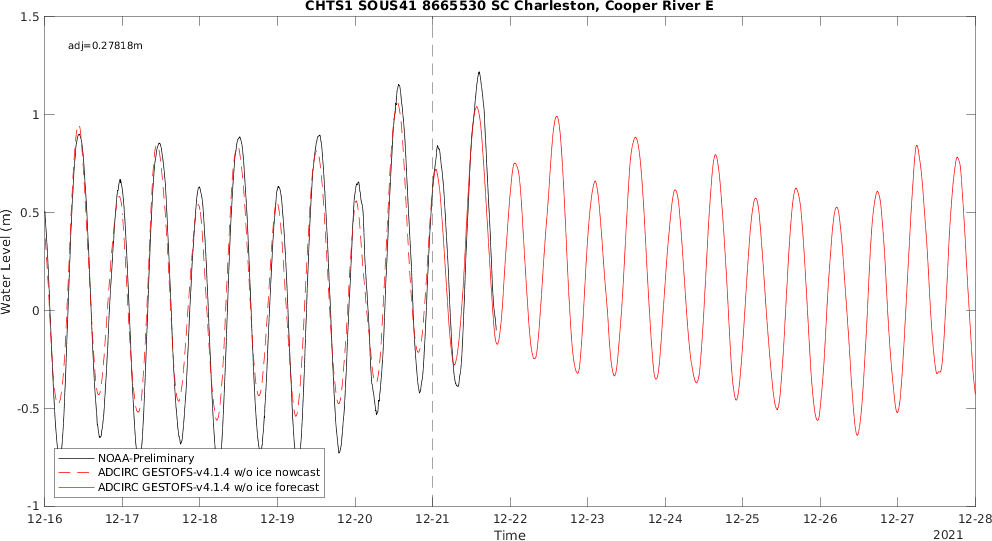 CHTS1 SOUS41 8665530 SC Charleston, Cooper River E
adj=0.27818m
1.5
1
0.5
0
-0.5
-1
Water Level (m)
NOAA-Preliminary
ADCIRC GESTOFS-v4.1.4 w/o ice nowcast
ADCIRC GESTOFS-v4.1.4 w/o ice forecast
12-16 12-17 12-18 12-19 12-20 12-21 12-22 12-23 12-24 12-25 12-26 12-27 12-28
Time
2021